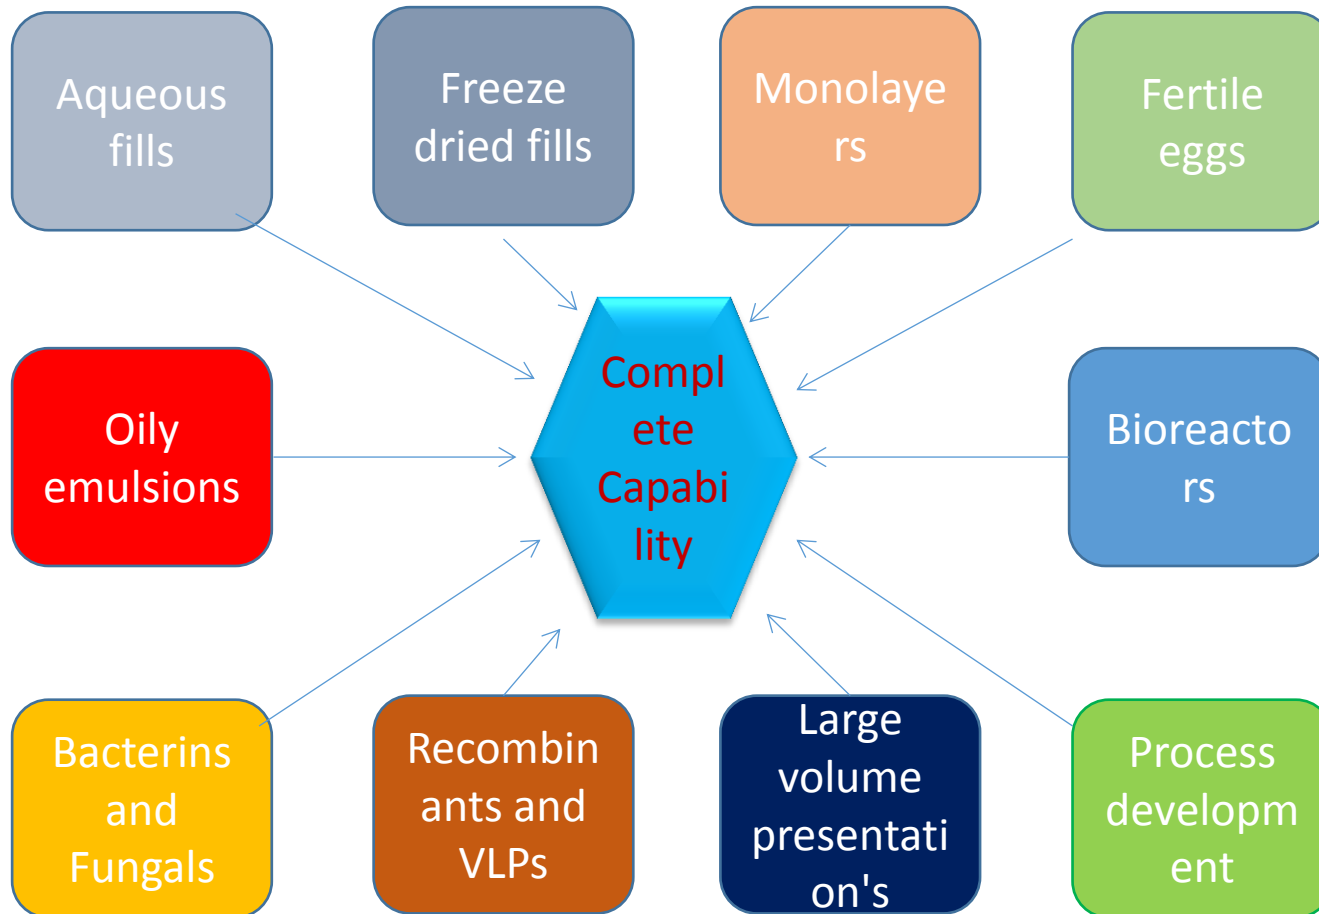 Aqueous
fills
Freeze
dried fills
Monolaye
rs
Fertile
eggs
Oily
emulsions
Compl
ete
Capabi
lity
Bioreacto
rs
Bacterins
and
Fungals
Recombin
ants and
VLPs
Large
volume
presentati
on's
Process
developm
ent